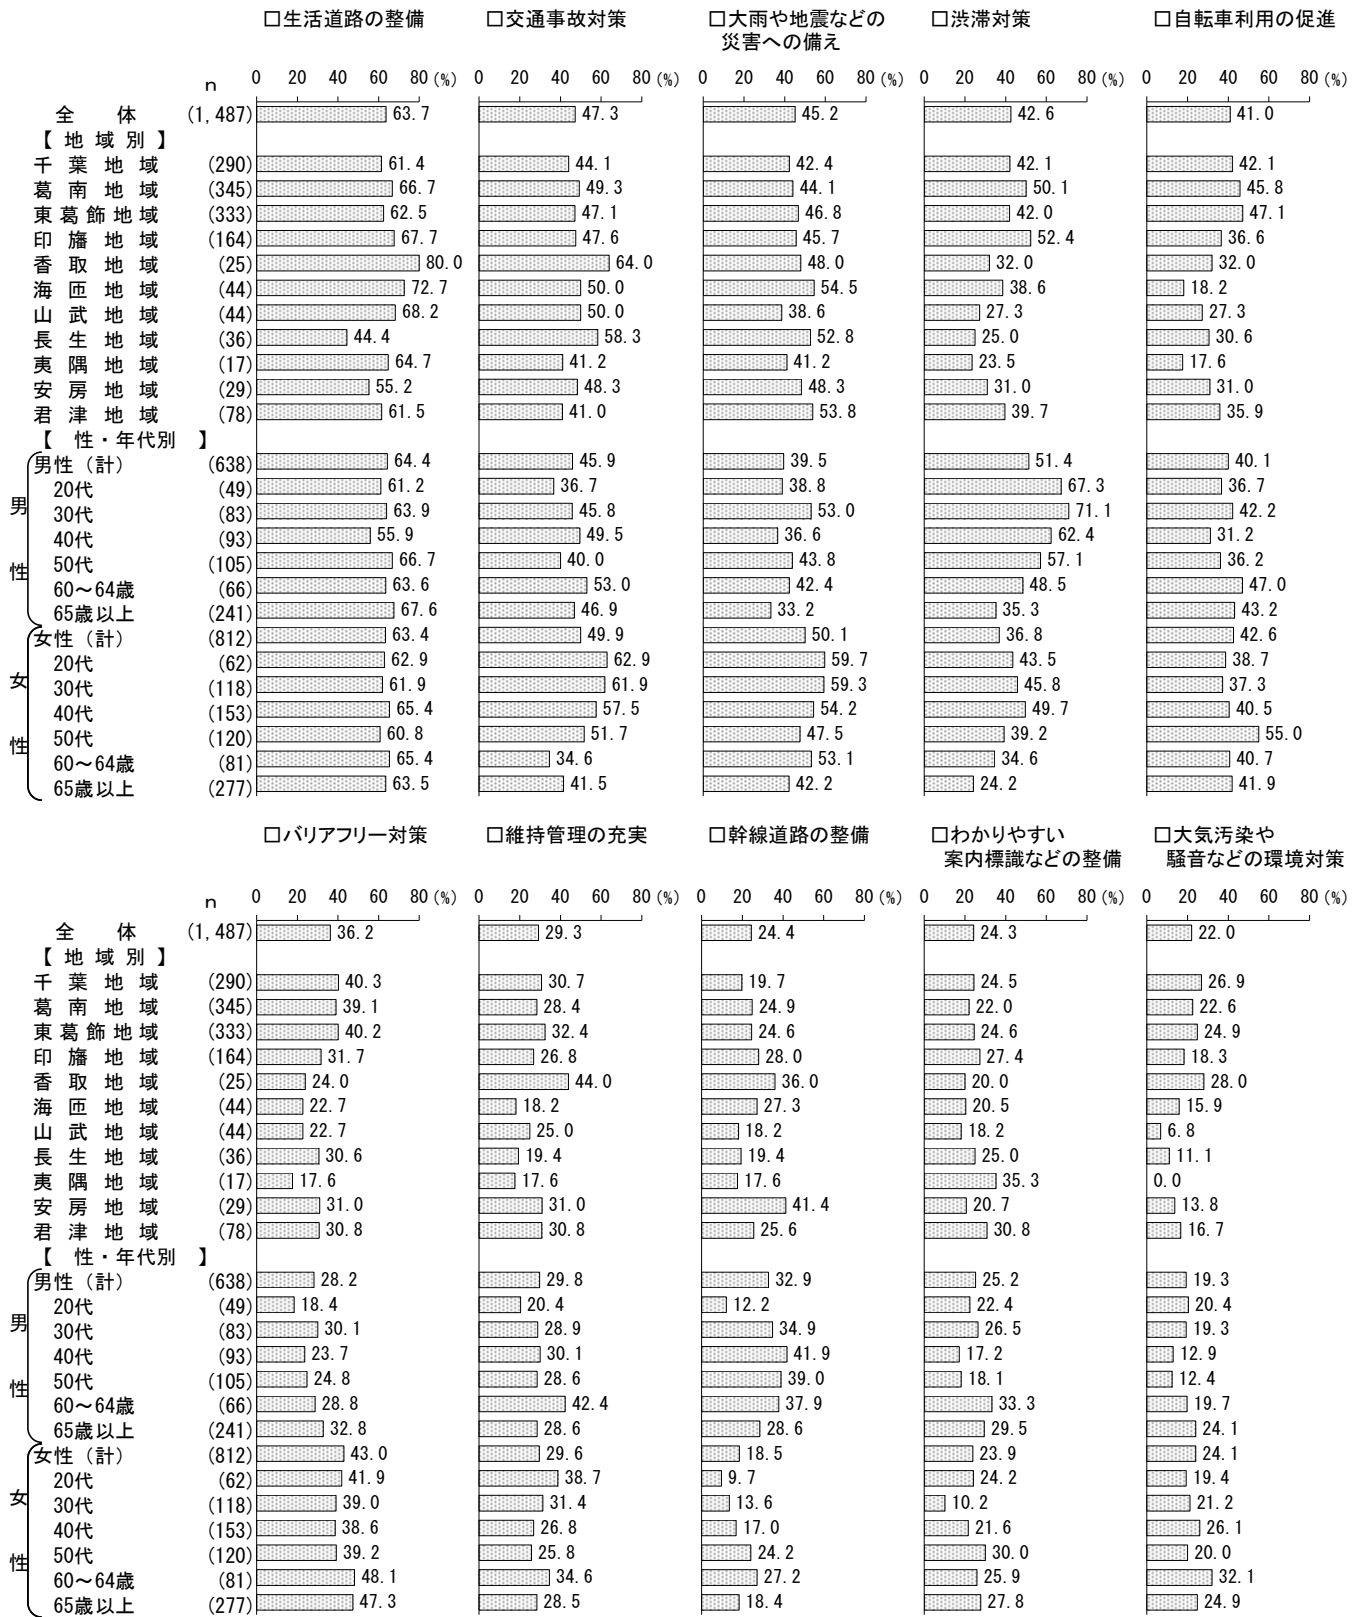 □生活道路の整備 □交通事故対策 □大雨や地震などの災害への備え □渋滞対策 □自転車利用の促進
n 0 20 40 60 80 (%) 0 20 40 60 80 (%) 0 20 40 60 80 (%) 0 20 40 60 80 (%) 0 20 40 60 80 (%)
全体 (1,487) 63.7 47.3 45.2 42.6 41.0
【地域別】
千葉地域 (290) 61.4 44.1 42.4 42.1 42.1
葛南地域 (345) 66.7 49.3 44.1 50.1 45.8
東葛飾地域 (333) 62.5 47.1 46.8 42.0 47.1
印旛地域 (164) 67.7 47.6 45.7 52.4 36.6
香取地域 (25) 80.0 64.0 48.0 32.0 32.0
海匝地域 (44) 72.7 50.0 54.5 38.6 18.2
山武地域 (44) 68.2 50.0 38.6 27.3 27.3
長生地域 (36) 44.4 58.3 52.8 25.0 30.6
夷隅地域 (17) 64.7 41.2 41.2 23.5 17.6
安房地域 (29) 55.2 48.3 48.3 31.0 31.0
君津地域 (78) 61.5 41.0 53.8 39.7 35.9
【 性・年代別 】
男性
男性（計） (638) 64.4 45.9 39.5 51.4 40.1
20代 (49) 61.2 36.7 38.8 67.3 36.7
30代 (83) 63.9 45.8 53.0 71.1 42.2
40代 (93) 55.9 49.5 36.6 62.4 31.2
50代 (105) 66.7 40.0 43.8 57.1 36.2
60～64歳 (66) 63.6 53.0 42.4 48.5 47.0
65歳以上 (241) 67.6 46.9 33.2 35.3 43.2
女性
女性（計） (812) 63.4 49.9 50.1 36.8 42.6
20代 (62) 62.9 62.9 59.7 43.5 38.7
30代 (118) 61.9 61.9 59.3 45.8 37.3
40代 (153) 65.4 57.5 54.2 49.7 40.5
50代 (120) 60.8 51.7 47.5 39.2 55.0
60～64歳 (81) 65.4 34.6 53.1 34.6 40.7
65歳以上 (277) 63.5 41.5 42.2 24.2 41.9
□バリアフリー対策 □維持管理の充実 □幹線道路の整備 □わかりやすい案内標識などの整備 □大気汚染や騒音などの環境対策
n 0 20 40 60 80 (%) 0 20 40 60 80 (%) 0 20 40 60 80 (%) 0 20 40 60 80 (%) 0 20 40 60 80 (%)
全体 (1,487) 36.2 29.3 24.4 24.3 22.0
【地域別】
千葉地域 (290) 40.3 30.7 19.7 24.5 26.9
葛南地域 (345) 39.1 28.4 24.9 22.0 22.6
東葛飾地域 (333) 40.2 32.4 24.6 24.6 24.9
印旛地域 (164) 31.7 26.8 28.0 27.4 18.3
香取地域 (25) 24.0 44.0 36.0 20.0 28.0
海匝地域 (44) 22.7 18.2 27.3 20.5 15.9
山武地域 (44) 22.7 25.0 18.2 18.2 6.8
長生地域 (36) 30.6 19.4 19.4 25.0 11.1
夷隅地域 (17) 17.6 17.6 17.6 35.3 0.0
安房地域 (29) 31.0 31.0 41.4 20.7 13.8
君津地域 (78) 30.8 30.8 25.6 30.8 16.7
【 性・年代別 】
男性
男性（計） (638) 28.2 29.8 32.9 25.2 19.3
20代 (49) 18.4 20.4 12.2 22.4 20.4
30代 (83) 30.1 28.9 34.9 26.5 19.3
40代 (93) 23.7 30.1 41.9 17.2 12.9
50代 (105) 24.8 28.6 39.0 18.1 12.4
60～64歳 (66) 28.8 42.4 37.9 33.3 19.7
65歳以上 (241) 32.8 28.6 28.6 29.5 24.1
女性
女性（計） (812) 43.0 29.6 18.5 23.9 24.1
20代 (62) 41.9 38.7 9.7 24.2 19.4
30代 (118) 39.0 31.4 13.6 10.2 21.2
40代 (153) 38.6 26.8 17.0 21.6 26.1
50代 (120) 39.2 25.8 24.2 30.0 20.0
60～64歳 (81) 48.1 34.6 27.2 25.9 32.1
65歳以上 (277) 47.3 28.5 18.4 27.8 24.9